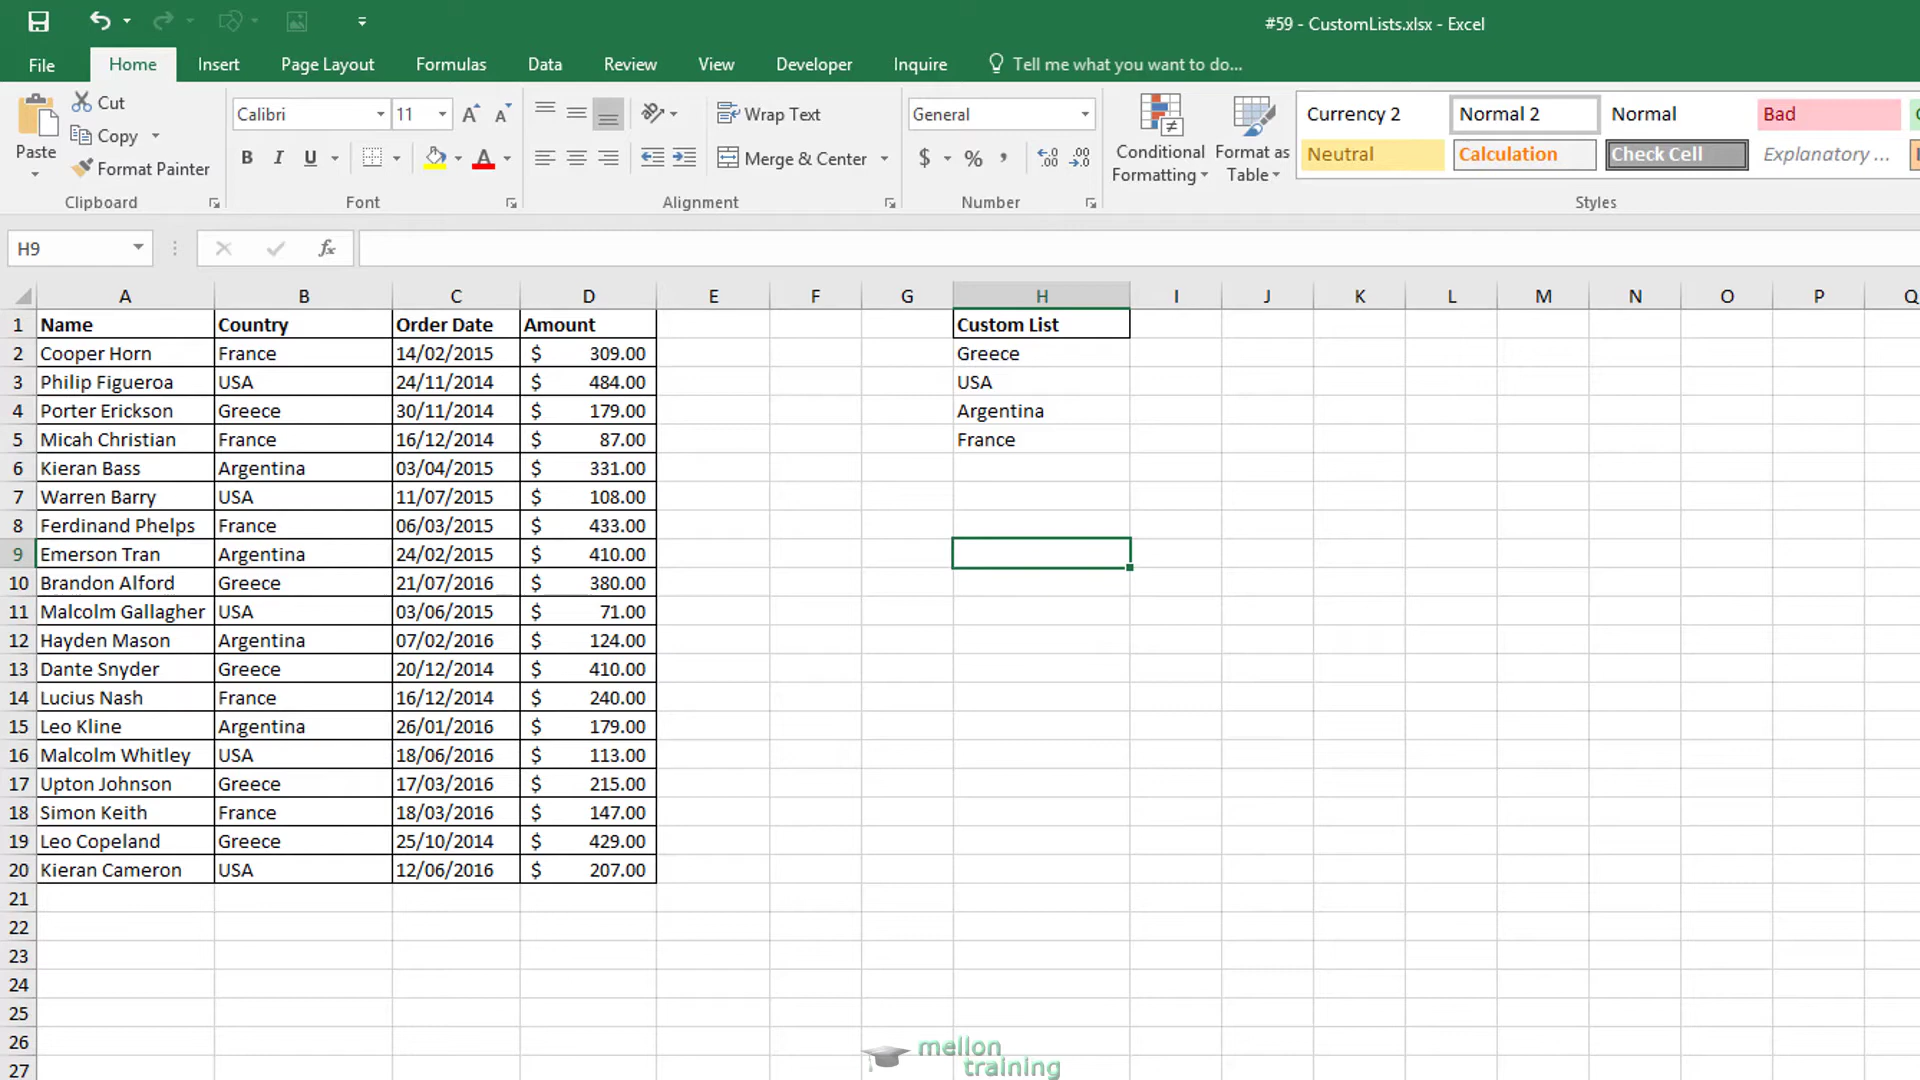 #59 - CustomLists.xlsx - Excel
File Home Insert Page Layout Formulas Data Review View Developer Inquire Tell me what you want to do...
Cut Calibri 11 Wrap Text General Currency 2 Normal 2 Normal Bad
Copy
Paste Format Painter B I U A Merge & Center $ % , Conditional Formatting Format as Table Neutral Calculation Check Cell Explanatory ...
Clipboard Font Alignment Number Styles
H9 fx
A B C D E F G H I J K L M N O P Q
1 Name Country Order Date Amount Custom List
2 Cooper Horn France 14/02/2015 $ 309.00 Greece
3 Philip Figueroa USA 24/11/2014 $ 484.00 USA
4 Porter Erickson Greece 30/11/2014 $ 179.00 Argentina
5 Micah Christian France 16/12/2014 $ 87.00 France
6 Kieran Bass Argentina 03/04/2015 $ 331.00
7 Warren Barry USA 11/07/2015 $ 108.00
8 Ferdinand Phelps France 06/03/2015 $ 433.00
9 Emerson Tran Argentina 24/02/2015 $ 410.00
10 Brandon Alford Greece 21/07/2016 $ 380.00
11 Malcolm Gallagher USA 03/06/2015 $ 71.00
12 Hayden Mason Argentina 07/02/2016 $ 124.00
13 Dante Snyder Greece 20/12/2014 $ 410.00
14 Lucius Nash France 16/12/2014 $ 240.00
15 Leo Kline Argentina 26/01/2016 $ 179.00
16 Malcolm Whitley USA 18/06/2016 $ 113.00
17 Upton Johnson Greece 17/03/2016 $ 215.00
18 Simon Keith France 18/03/2016 $ 147.00
19 Leo Copeland Greece 25/10/2014 $ 429.00
20 Kieran Cameron USA 12/06/2016 $ 207.00
21
22
23
24
25
26
27
mellon
training